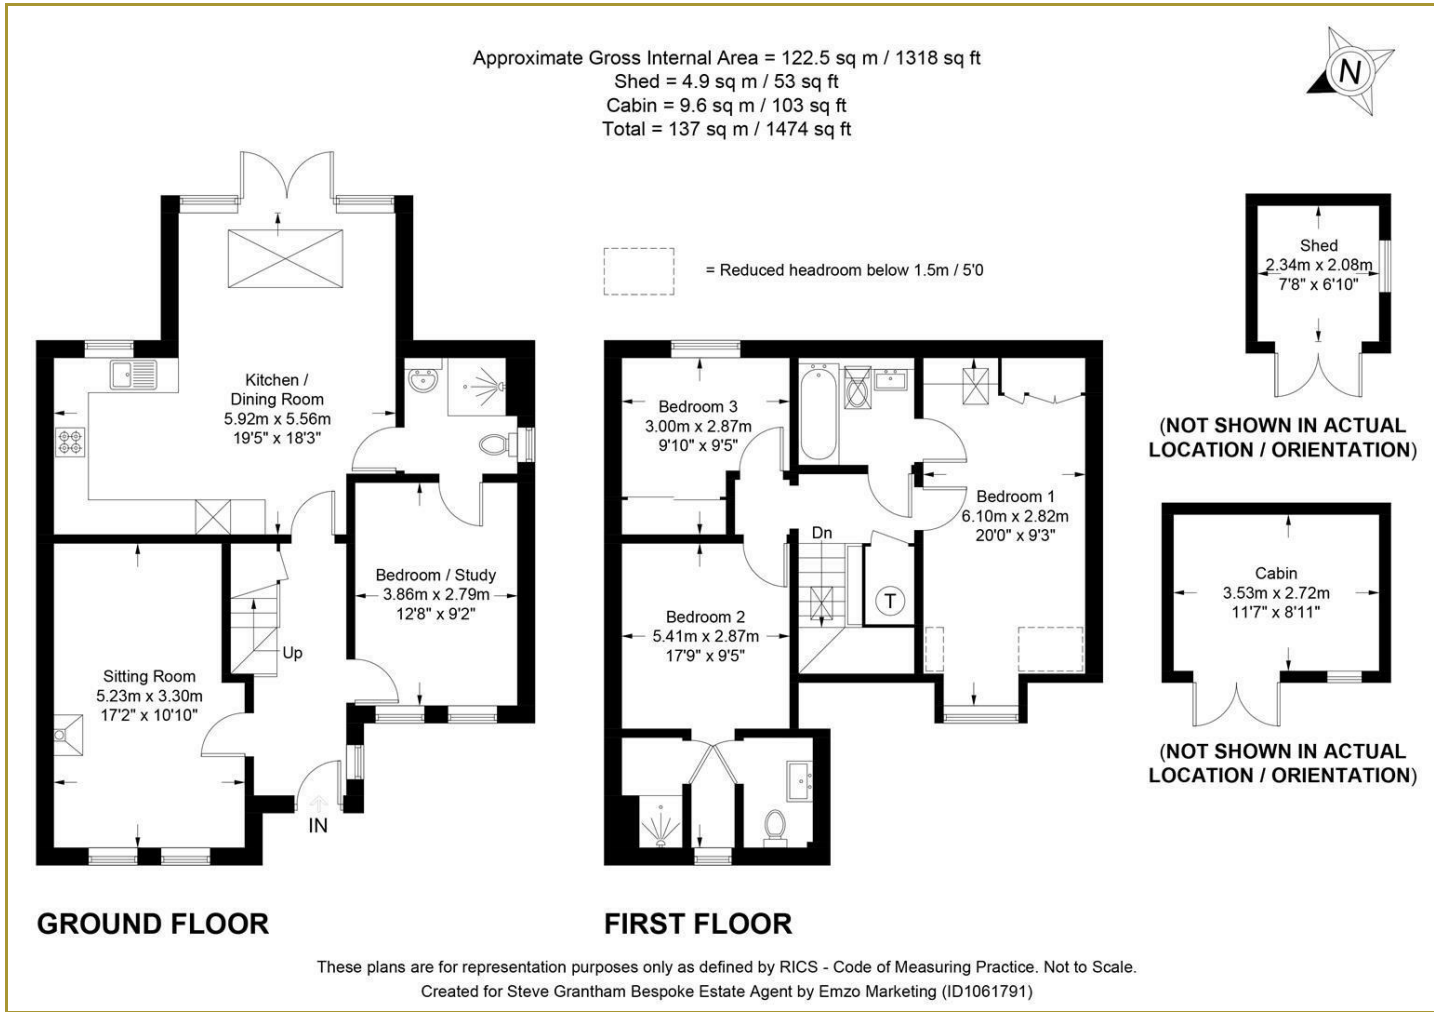 Approximate Gross Internal Area = 122.5 sq m / 1318 sq ft
Shed = 4.9 sq m / 53 sq ft
Cabin = 9.6 sq m / 103 sq ft
Total = 137 sq m / 1474 sq ft
N
= Reduced headroom below 1.5m / 5'0
Kitchen /
Dining Room
5.92m x 5.56m
19'5" x 18'3"
Bedroom / Study
3.86m x 2.79m
12'8" x 9'2"
Up
Sitting Room
5.23m x 3.30m
17'2" x 10'10"
IN
GROUND FLOOR
Bedroom 3
3.00m x 2.87m
9'10" x 9'5"
Bedroom 1
6.10m x 2.82m
20'0" x 9'3"
Dn
T
Bedroom 2
5.41m x 2.87m
17'9" x 9'5"
FIRST FLOOR
Shed
2.34m x 2.08m
7'8" x 6'10"
(NOT SHOWN IN ACTUAL
LOCATION / ORIENTATION)
Cabin
3.53m x 2.72m
11'7" x 8'11"
(NOT SHOWN IN ACTUAL
LOCATION / ORIENTATION)
These plans are for representation purposes only as defined by RICS - Code of Measuring Practice. Not to Scale.
Created for Steve Grantham Bespoke Estate Agent by Emzo Marketing (ID1061791)